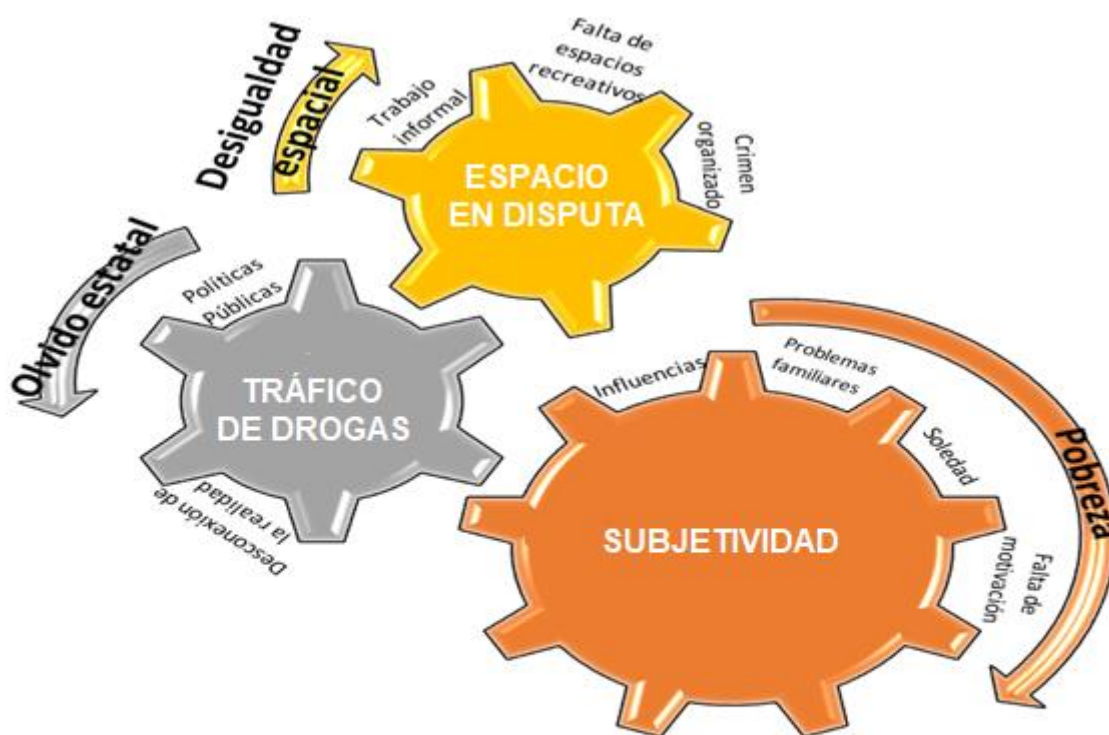 Desigualdad
espacial
Trabajo
informal
Falta de
espacios
recreativos
Crimen
organizado
ESPACIO
EN DISPUTA
Olvido estatal
Políticas
Públicas
TRÁFICO
DE DROGAS
Desconexión de
la realidad
Influencias
Problemas
familiares
Soledad
Falta de
motivación
Pobreza
SUBJETIVIDAD